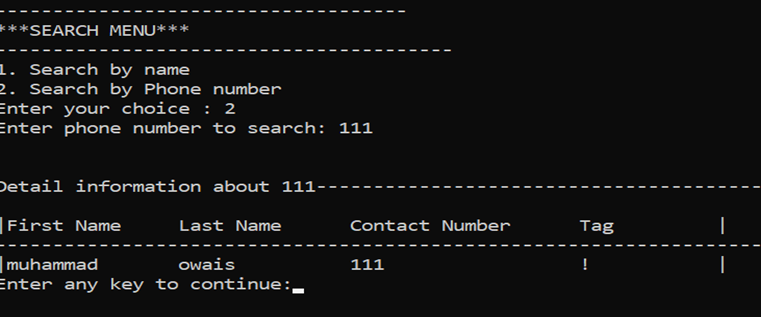 ----------------------------------------
***SEARCH MENU***
--------------------------------------------
1. Search by name
2. Search by Phone number
Enter your choice : 2
Enter phone number to search: 111
Detail information about 111---------------------------------------
|First Name     Last Name      Contact Number      Tag         |
-------------------------------------------------------------------
|muhammad       owais          111                 !           |
Enter any key to continue: